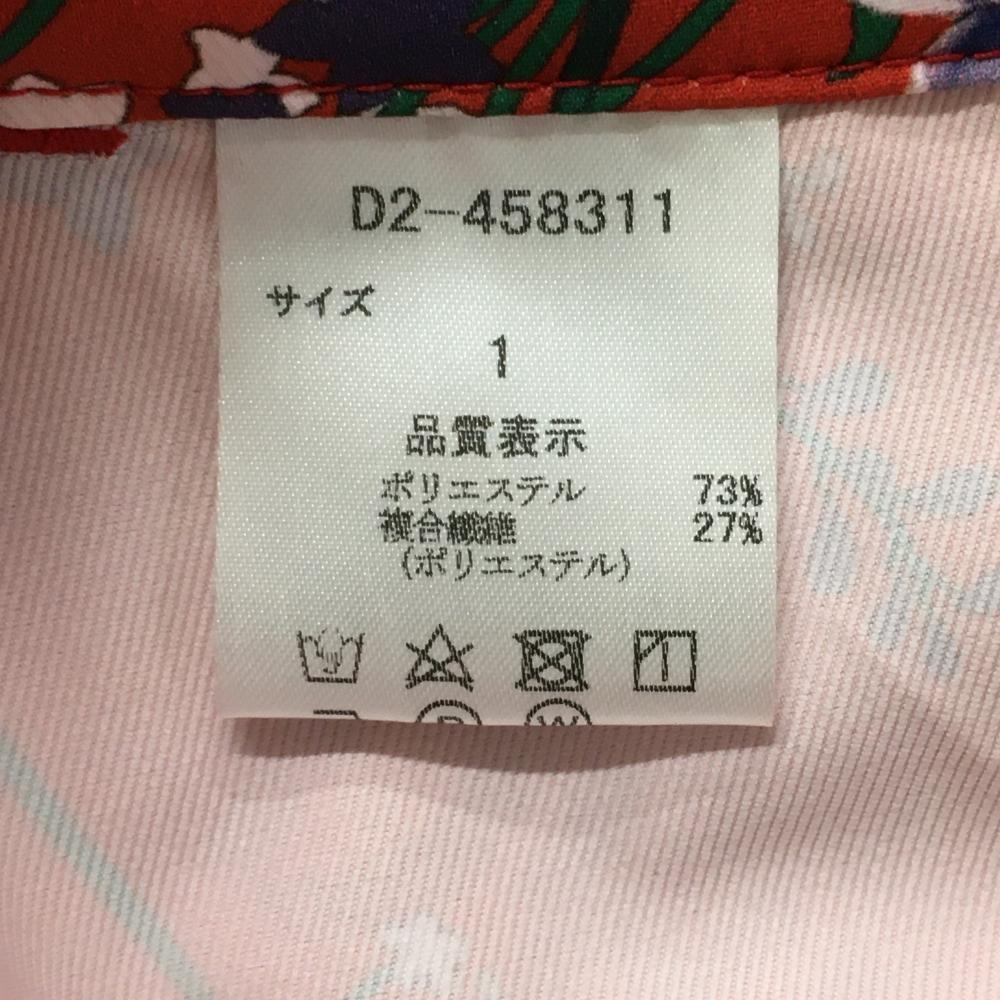 D2-458311
サイズ
1
品質表示
ポリエステル 73%
複合繊維 27%
(ポリエステル)
P W